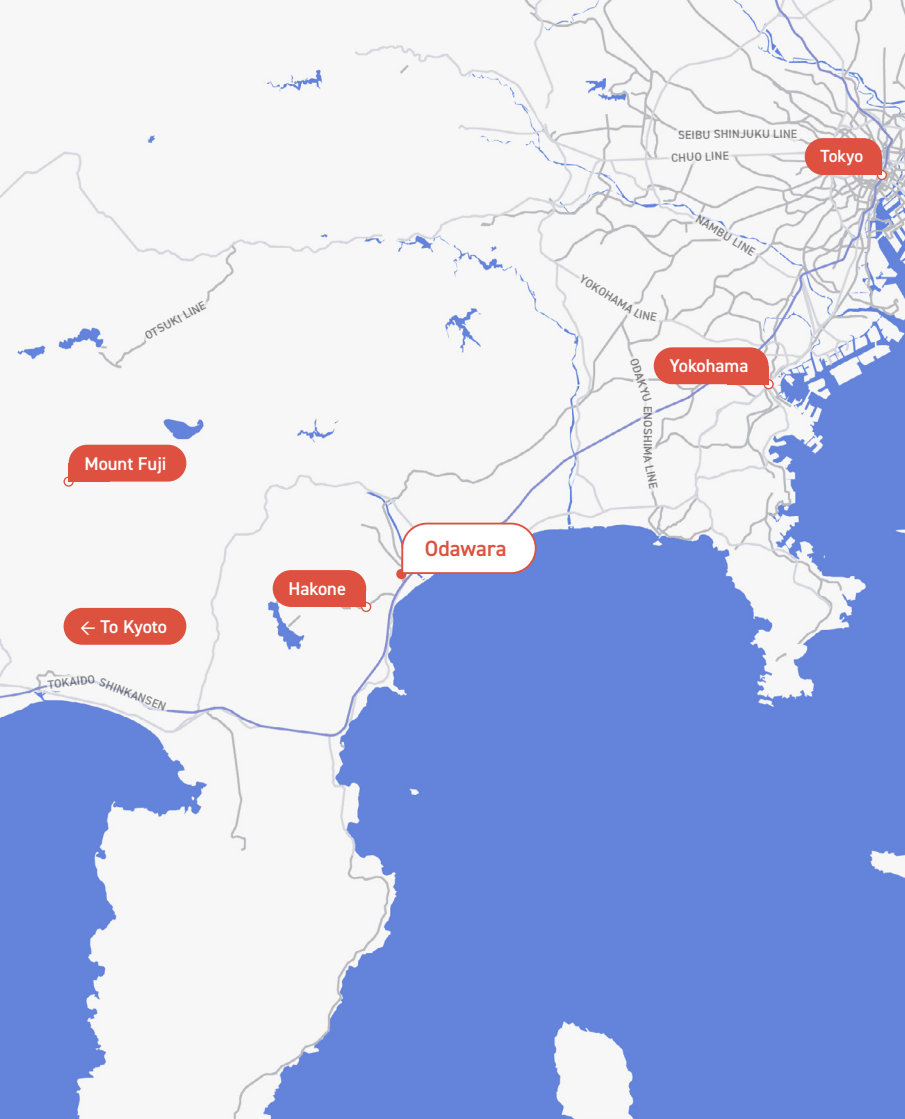 SEIBU SHINJUKU LINE
CHUO LINE
Tokyo
NAMBU LINE
YOKOHAMA LINE
OTSUKI LINE
Yokohama
ODAKYU ENOSHIMA LINE
Mount Fuji
Odawara
Hakone
← To Kyoto
TOKAIDO SHINKANSEN